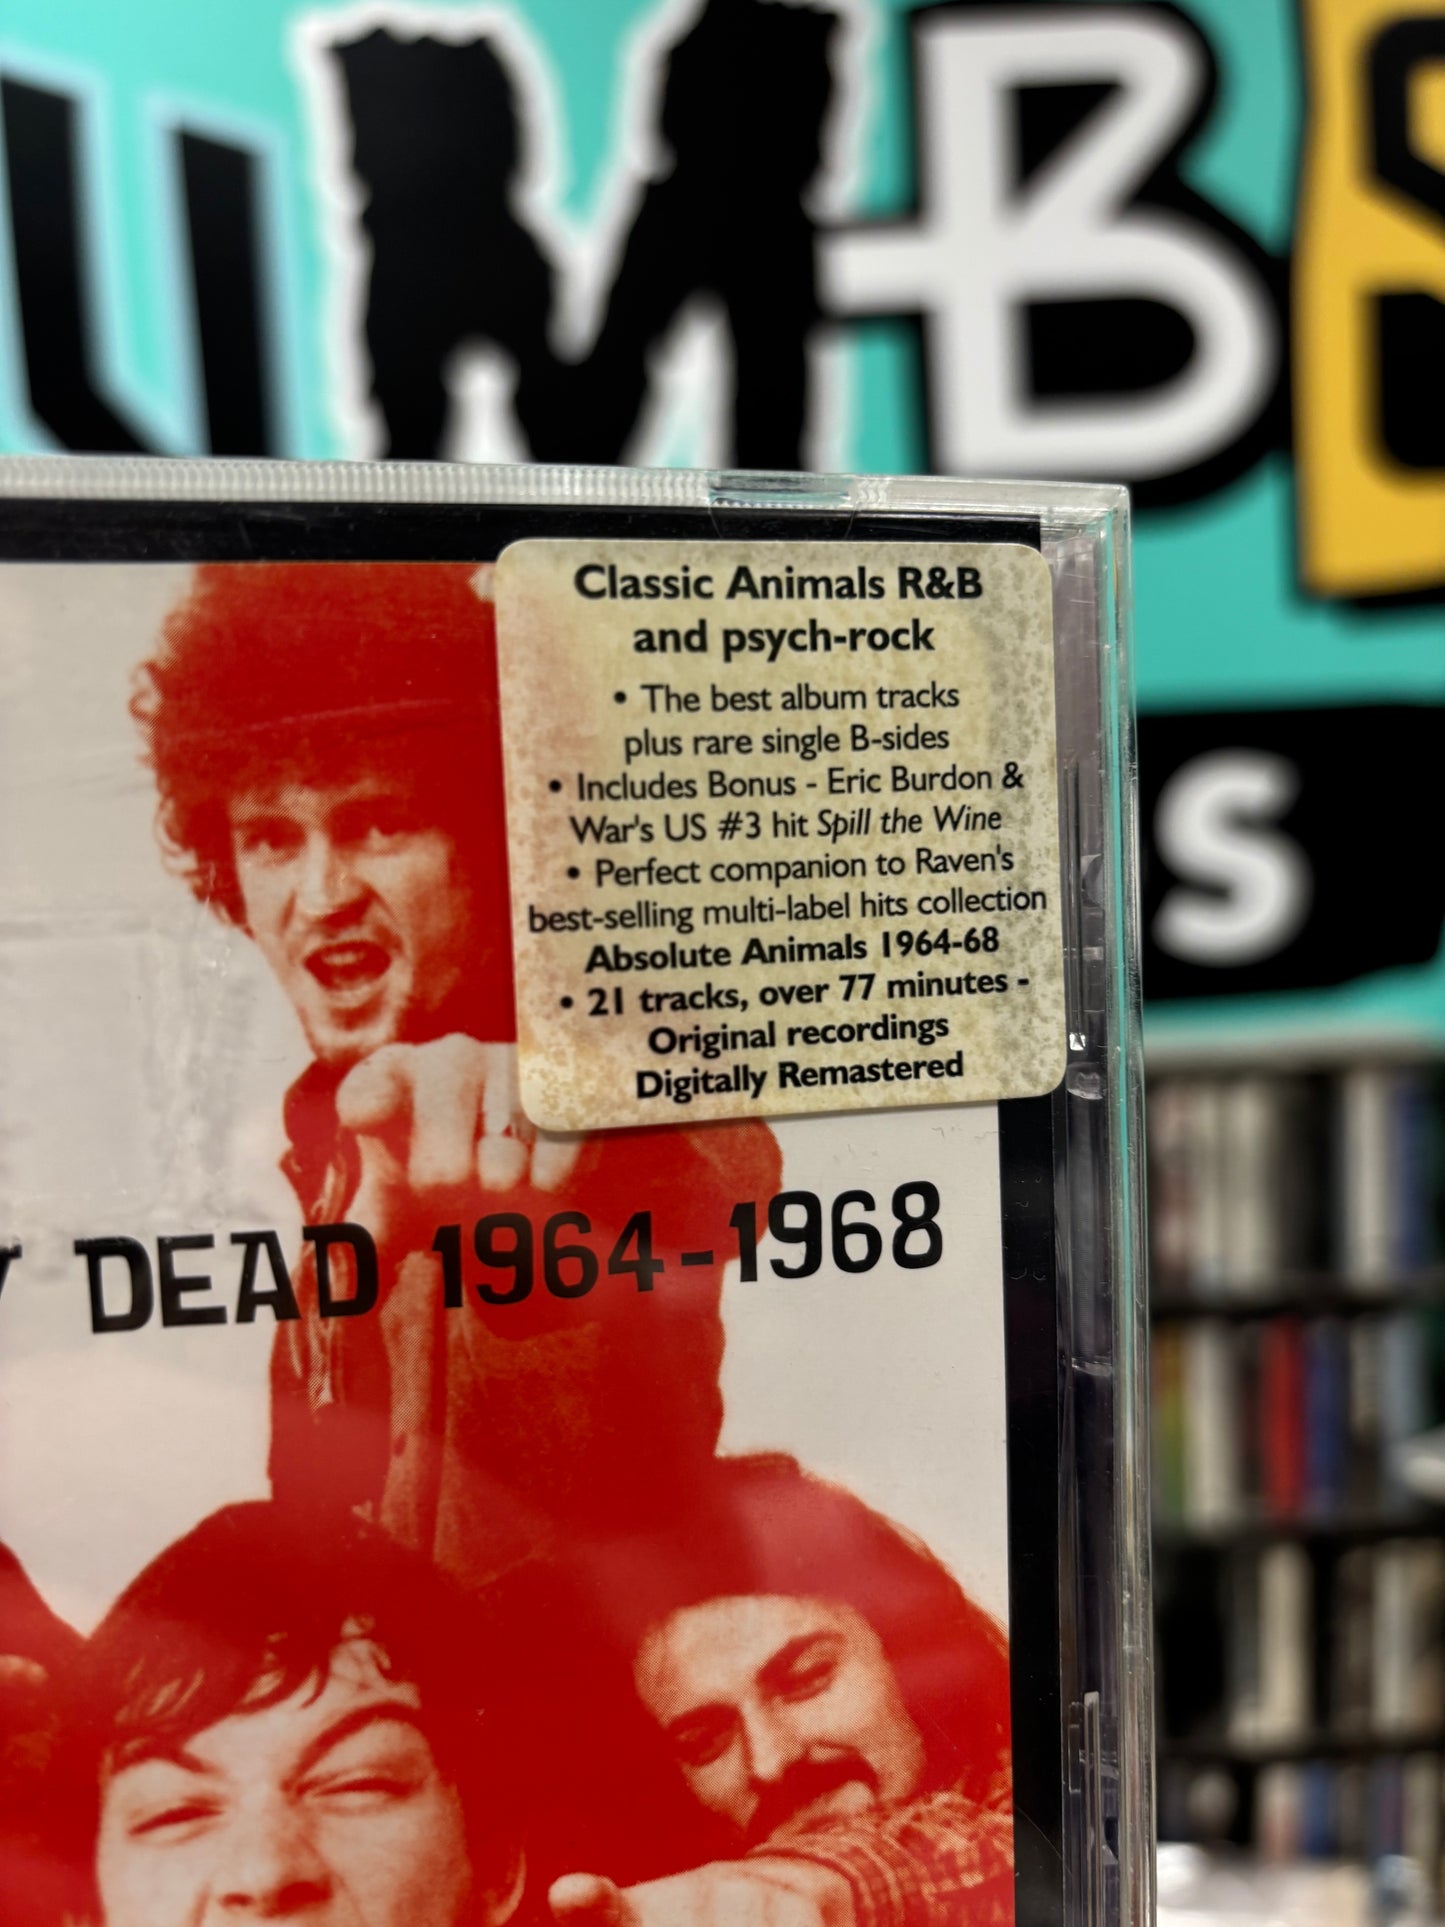 UMBS
S
Classic Animals R&B
and psych-rock
• The best album tracks
plus rare single B-sides
• Includes Bonus - Eric Burdon &
War's US #3 hit Spill the Wine
• Perfect companion to Raven's
best-selling multi-label hits collection
Absolute Animals 1964-68
• 21 tracks, over 77 minutes -
Original recordings
Digitally Remastered
DEAD 1964-1968